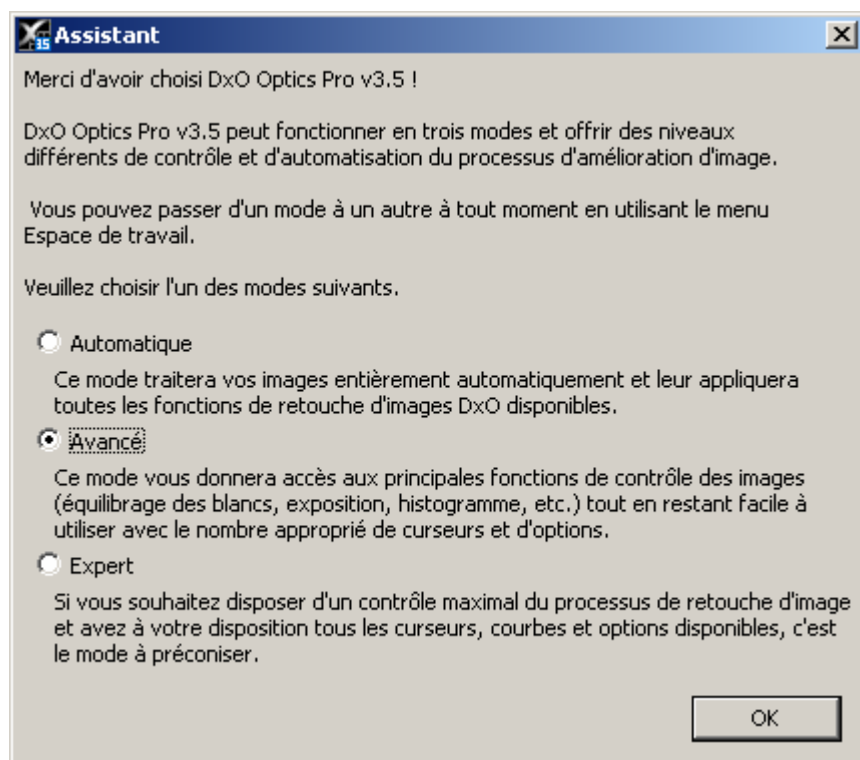 Assistant
Merci d'avoir choisi DxO Optics Pro v3.5 !
DxO Optics Pro v3.5 peut fonctionner en trois modes et offrir des niveaux
différents de contrôle et d'automatisation du processus d'amélioration d'image.
Vous pouvez passer d'un mode à un autre à tout moment en utilisant le menu
Espace de travail.
Veuillez choisir l'un des modes suivants.
Automatique
Ce mode traitera vos images entièrement automatiquement et leur appliquera
toutes les fonctions de retouche d'images DxO disponibles.
Avancé
Ce mode vous donnera accès aux principales fonctions de contrôle des images
(équilibrage des blancs, exposition, histogramme, etc.) tout en restant facile à
utiliser avec le nombre approprié de curseurs et d'options.
Expert
Si vous souhaitez disposer d'un contrôle maximal du processus de retouche d'image
et avez à votre disposition tous les curseurs, courbes et options disponibles, c'est
le mode à préconiser.
OK